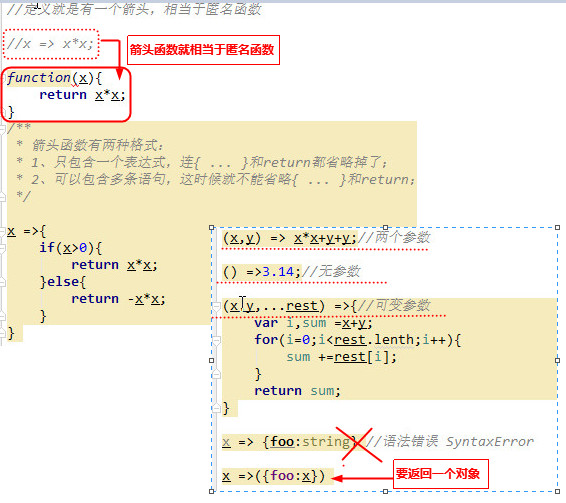 //定义就是有一个箭头，相当于匿名函数
//x => x*x;
箭头函数就相当于匿名函数
function(x){
return x*x;
}
/**
* 箭头函数有两种格式：
* 1、只包含一个表达式，连{ ... }和return都省略掉了；
* 2、可以包含多条语句，这时候就不能省略{ ... }和return；
*/
x =>{
if(x>0){
return x*x;
}else{
return -x*x;
}
}
(x,y) => x*x+y+y;//两个参数
() =>3.14;//无参数
(x,y,...rest) =>{//可变参数
var i,sum =x+y;
for(i=0;i<rest.lenth;i++){
sum +=rest[i];
}
return sum;
}
x => {foo:string} //语法错误 SyntaxError
x =>({foo:x})
要返回一个对象